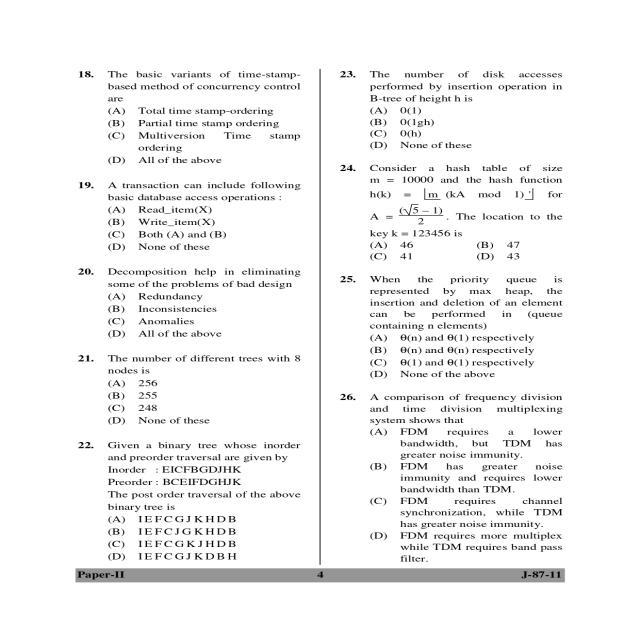 18. The basic variants of time-stamp-
based method of concurrency control
are
(A) Total time stamp-ordering
(B) Partial time stamp ordering
(C) Multiversion Time stamp
ordering
(D) All of the above
19. A transaction can include following
basic database access operations :
(A) Read_item(X)
(B) Write_item(X)
(C) Both (A) and (B)
(D) None of these
20. Decomposition help in eliminating
some of the problems of bad design
(A) Redundancy
(B) Inconsistencies
(C) Anomalies
(D) All of the above
21. The number of different trees with 8
nodes is
(A) 256
(B) 255
(C) 248
(D) None of these
22. Given a binary tree whose inorder
and preorder traversal are given by
Inorder : EICFBGDJHK
Preorder : BCEIFDGHJK
The post order traversal of the above
binary tree is
(A) I E F C G J K H D B
(B) I E F C J G K H D B
(C) I E F C G K J H D B
(D) I E F C G J K D B H
23. The number of disk accesses
performed by insertion operation in
B-tree of height h is
(A) 0(1)
(B) 0(1gh)
(C) 0(h)
(D) None of these
24. Consider a hash table of size
m = 10000 and the hash function
h(k) = ⌊m (kA mod 1)'⌋ for
A = (√5 – 1)/2 . The location to the
key k = 123456 is
(A) 46 (B) 47
(C) 41 (D) 43
25. When the priority queue is
represented by max heap, the
insertion and deletion of an element
can be performed in (queue
containing n elements)
(A) θ(n) and θ(1) respectively
(B) θ(n) and θ(n) respectively
(C) θ(1) and θ(1) respectively
(D) None of the above
26. A comparison of frequency division
and time division multiplexing
system shows that
(A) FDM requires a lower
bandwidth, but TDM has
greater noise immunity.
(B) FDM has greater noise
immunity and requires lower
bandwidth than TDM.
(C) FDM requires channel
synchronization, while TDM
has greater noise immunity.
(D) FDM requires more multiplex
while TDM requires band pass
filter.
Paper-II 4 J-87-11